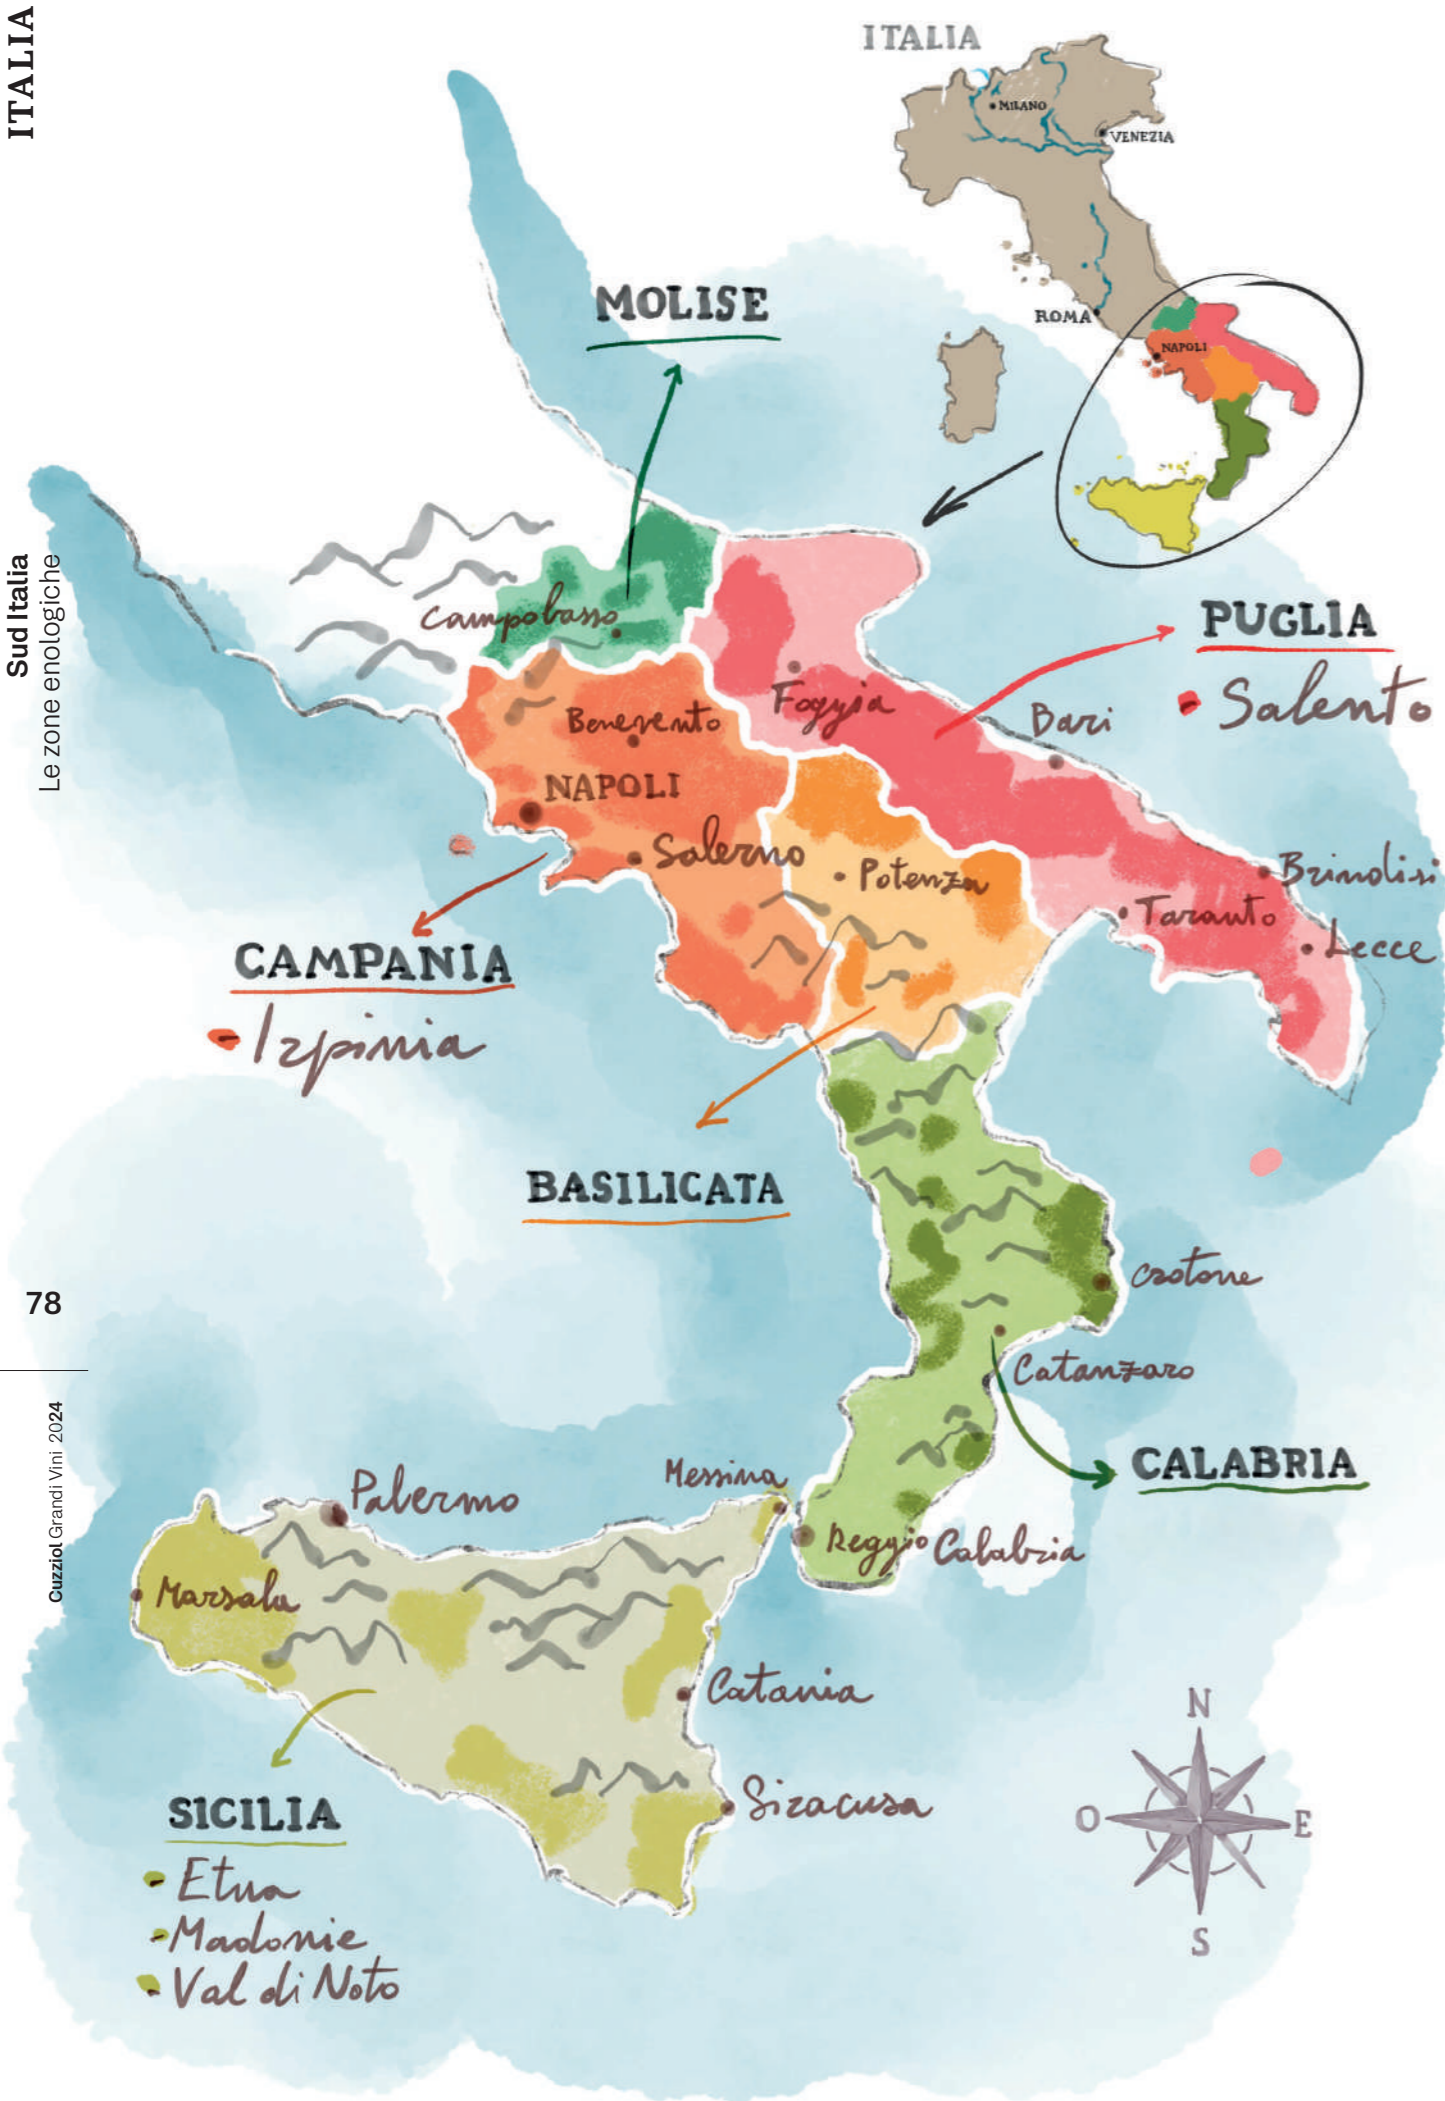 ITALIA
Sud Italia
Le zone enologiche
78
Cuzziol Grandi Vini 2024
ITALIA
MILANO
VENEZIA
ROMA
NAPOLI
MOLISE
Campobasso
PUGLIA
Salento
Foggia
Bari
Benevento
NAPOLI
Salerno
Potenza
Brindisi
Taranto
Lecce
CAMPANIA
Irpinia
BASILICATA
Crotone
Catanzaro
CALABRIA
Messina
Palermo
Reggio Calabria
Marsala
Catania
Siracusa
SICILIA
Etna
Madonie
Val di Noto
N
O
E
S